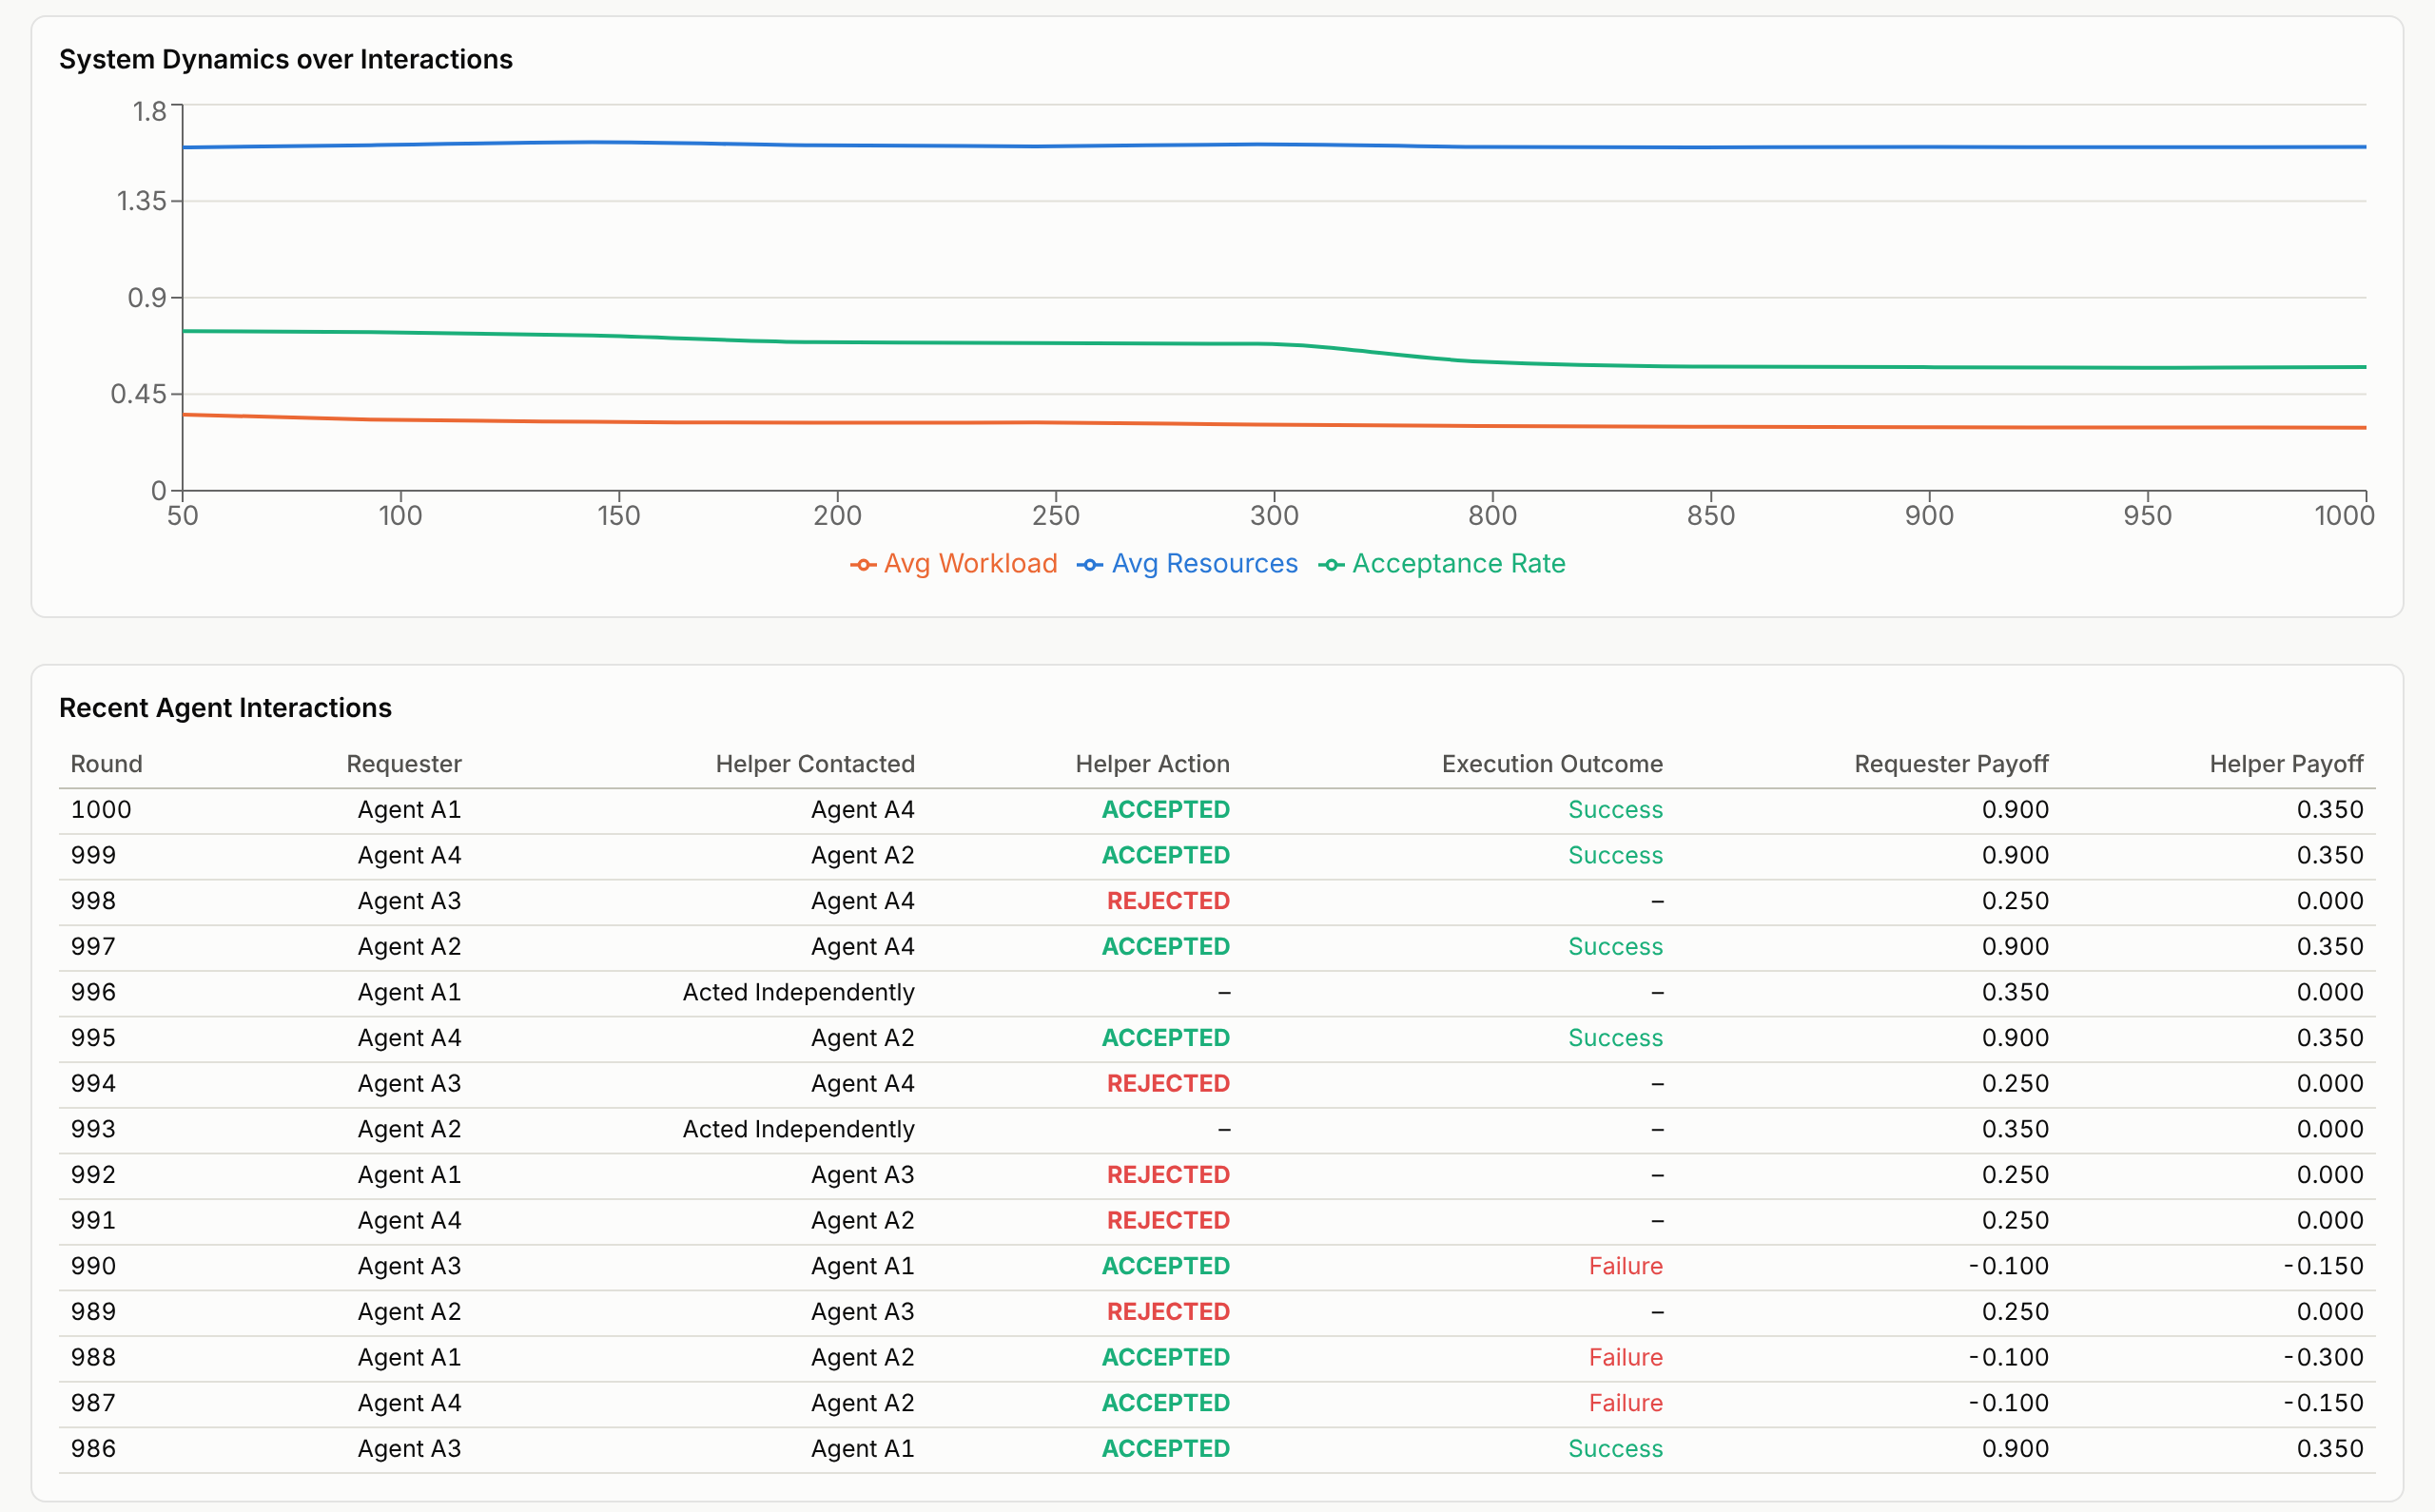 System Dynamics over Interactions
1.8
1.35
0.9
0.45
0
50 100 150 200 250 300 800 850 900 950 1000
Avg Workload Avg Resources Acceptance Rate
Recent Agent Interactions
Round Requester Helper Contacted Helper Action Execution Outcome Requester Payoff Helper Payoff
1000 Agent A1 Agent A4 ACCEPTED Success 0.900 0.350
999 Agent A4 Agent A2 ACCEPTED Success 0.900 0.350
998 Agent A3 Agent A4 REJECTED – 0.250 0.000
997 Agent A2 Agent A4 ACCEPTED Success 0.900 0.350
996 Agent A1 Acted Independently – – 0.350 0.000
995 Agent A4 Agent A2 ACCEPTED Success 0.900 0.350
994 Agent A3 Agent A4 REJECTED – 0.250 0.000
993 Agent A2 Acted Independently – – 0.350 0.000
992 Agent A1 Agent A3 REJECTED – 0.250 0.000
991 Agent A4 Agent A2 REJECTED – 0.250 0.000
990 Agent A3 Agent A1 ACCEPTED Failure -0.100 -0.150
989 Agent A2 Agent A3 REJECTED – 0.250 0.000
988 Agent A1 Agent A2 ACCEPTED Failure -0.100 -0.300
987 Agent A4 Agent A2 ACCEPTED Failure -0.100 -0.150
986 Agent A3 Agent A1 ACCEPTED Success 0.900 0.350